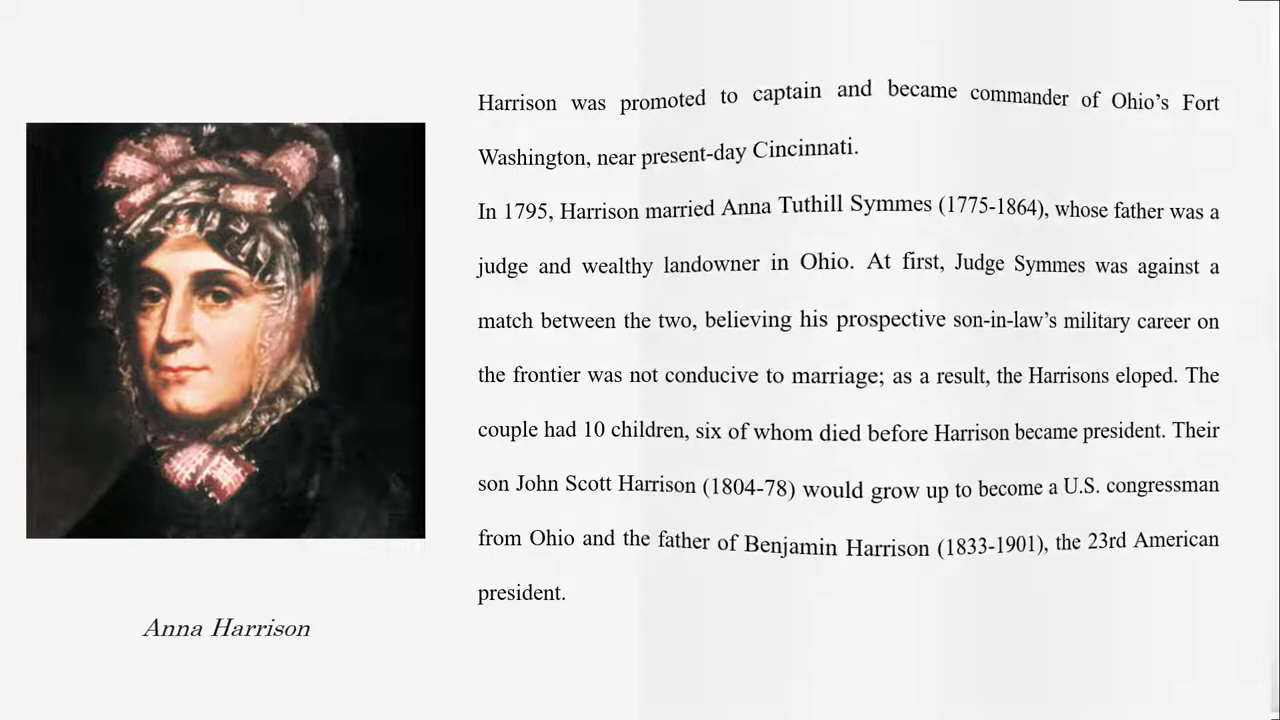 Harrison was promoted to captain and became commander of Ohio’s Fort
Washington, near present-day Cincinnati.
In 1795, Harrison married Anna Tuthill Symmes (1775-1864), whose father was a
judge and wealthy landowner in Ohio. At first, Judge Symmes was against a
match between the two, believing his prospective son-in-law’s military career on
the frontier was not conducive to marriage; as a result, the Harrisons eloped. The
couple had 10 children, six of whom died before Harrison became president. Their
son John Scott Harrison (1804-78) would grow up to become a U.S. congressman
from Ohio and the father of Benjamin Harrison (1833-1901), the 23rd American
president.
Anna Harrison